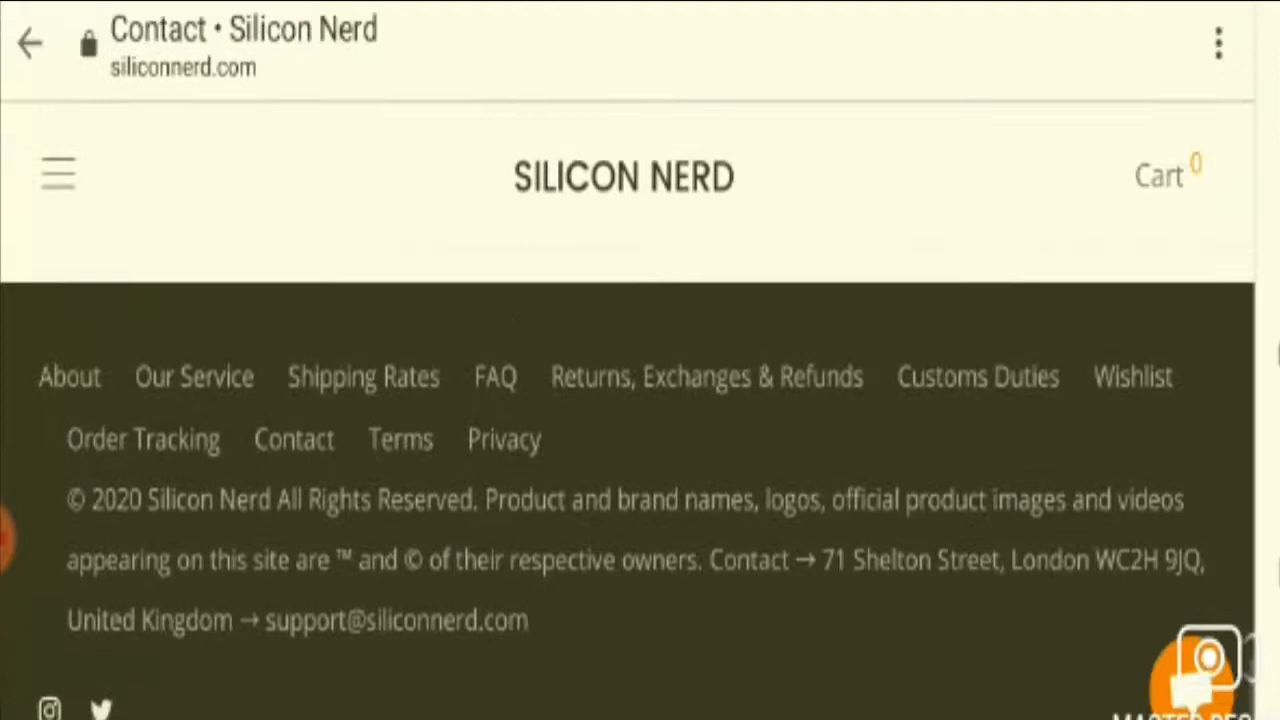 Contact • Silicon Nerd
siliconnerd.com
SILICON NERD
Cart 0
About Our Service Shipping Rates FAQ Returns, Exchanges & Refunds Customs Duties Wishlist
Order Tracking Contact Terms Privacy
© 2020 Silicon Nerd All Rights Reserved. Product and brand names, logos, official product images and videos
appearing on this site are ™ and © of their respective owners. Contact → 71 Shelton Street, London WC2H 9JQ,
United Kingdom → support@siliconnerd.com